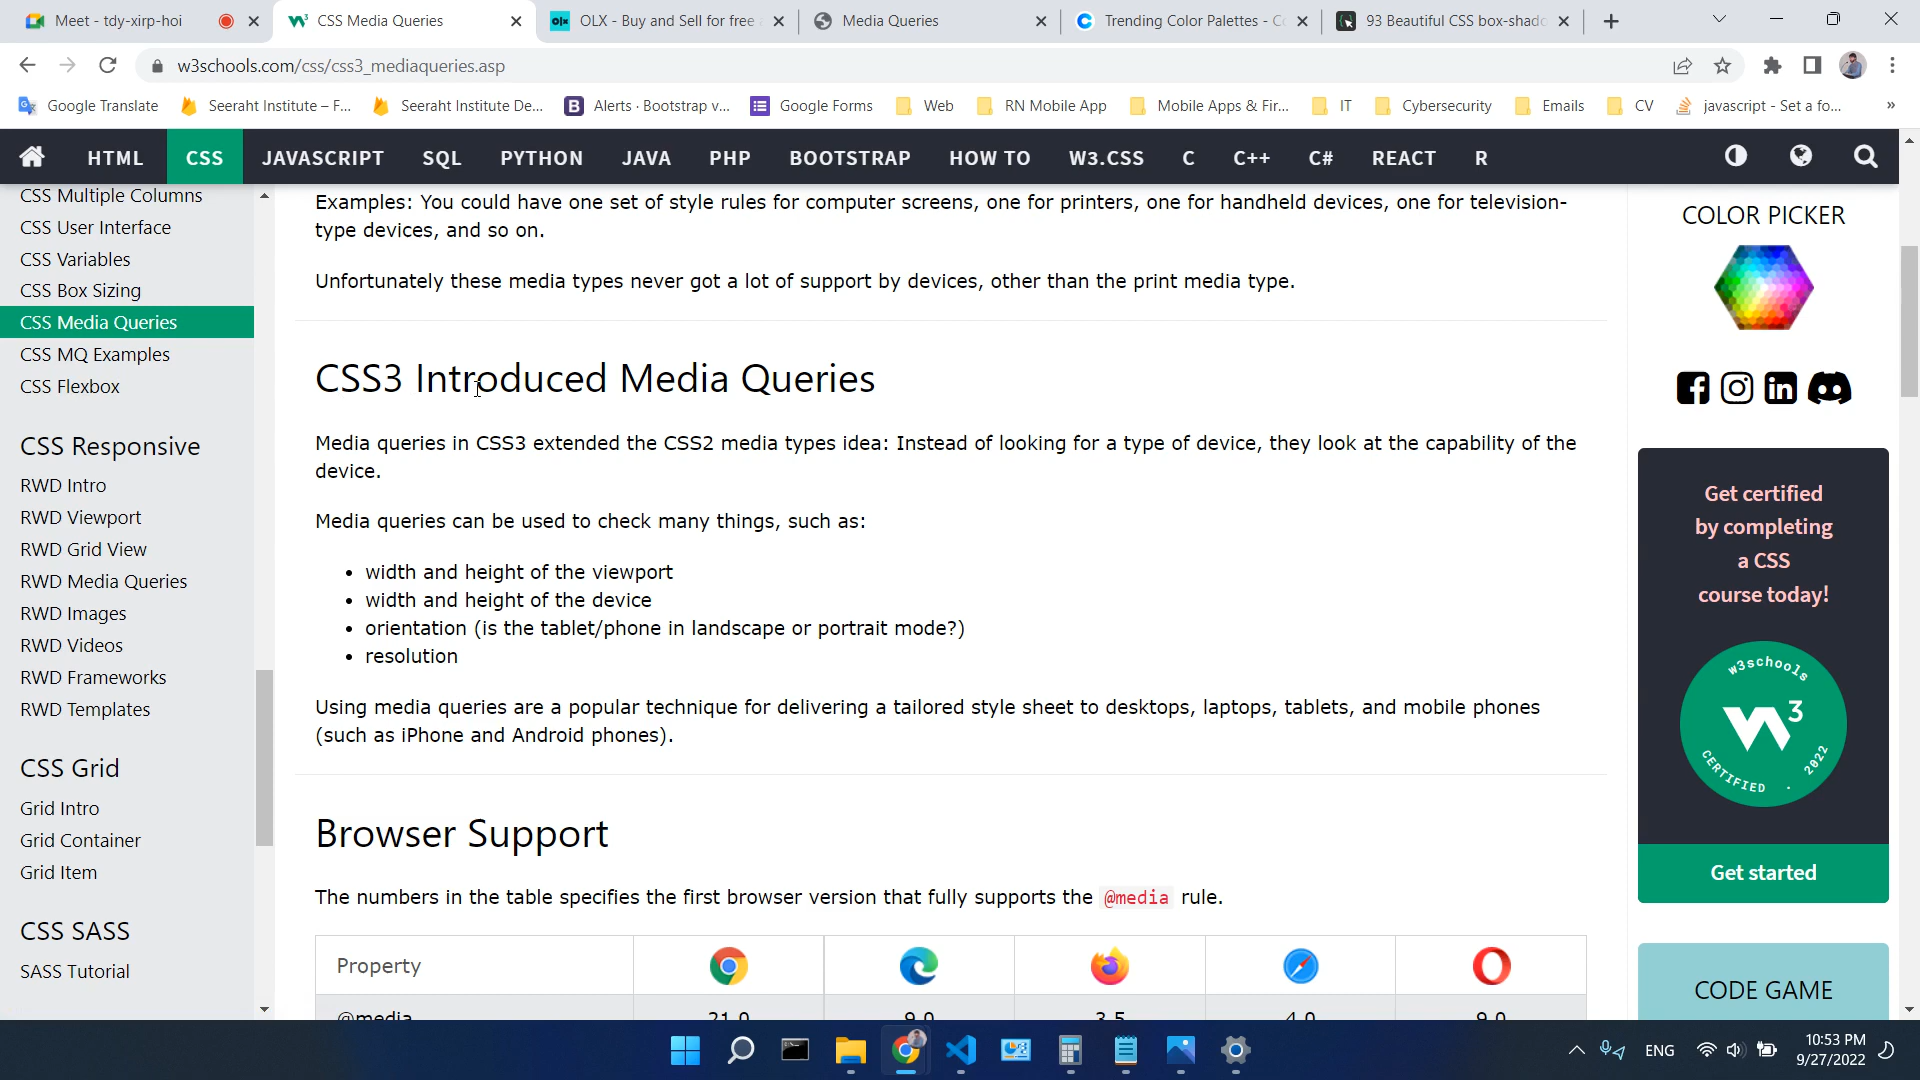 Meet - tdy-xirp-hoi
CSS Media Queries
OLX - Buy and Sell for free
Media Queries
Trending Color Palettes - C
93 Beautiful CSS box-shado
w3schools.com/css/css3_mediaqueries.asp
Google Translate
Seeraht Institute – F...
Seeraht Institute De...
B Alerts · Bootstrap v...
Google Forms
Web
RN Mobile App
Mobile Apps & Fir...
IT
Cybersecurity
Emails
CV
javascript - Set a fo...
»
HTML CSS JAVASCRIPT SQL PYTHON JAVA PHP BOOTSTRAP HOW TO W3.CSS C C++ C# REACT R
CSS Multiple Columns
CSS User Interface
CSS Variables
CSS Box Sizing
CSS Media Queries
CSS MQ Examples
CSS Flexbox
CSS Responsive
RWD Intro
RWD Viewport
RWD Grid View
RWD Media Queries
RWD Images
RWD Videos
RWD Frameworks
RWD Templates
CSS Grid
Grid Intro
Grid Container
Grid Item
CSS SASS
SASS Tutorial
Examples: You could have one set of style rules for computer screens, one for printers, one for handheld devices, one for television-
type devices, and so on.
Unfortunately these media types never got a lot of support by devices, other than the print media type.
CSS3 Introduced Media Queries
Media queries in CSS3 extended the CSS2 media types idea: Instead of looking for a type of device, they look at the capability of the
device.
Media queries can be used to check many things, such as:
• width and height of the viewport
• width and height of the device
• orientation (is the tablet/phone in landscape or portrait mode?)
• resolution
Using media queries are a popular technique for delivering a tailored style sheet to desktops, laptops, tablets, and mobile phones
(such as iPhone and Android phones).
Browser Support
The numbers in the table specifies the first browser version that fully supports the @media rule.
Property
@media 21.0 9.0 3.5 4.0 9.0
COLOR PICKER
Get certified
by completing
a CSS
course today!
w3schools
3
CERTIFIED · 2022
Get started
CODE GAME
ENG
10:53 PM
9/27/2022